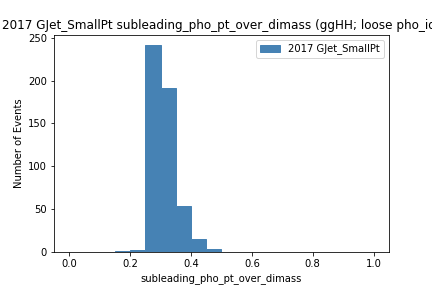 2017 GJet_SmallPt subleading_pho_pt_over_dimass (ggHH; loose pho_id
2017 GJet_SmallPt
250
200
150
100
50
0
Number of Events
0.0 0.2 0.4 0.6 0.8 1.0
subleading_pho_pt_over_dimass